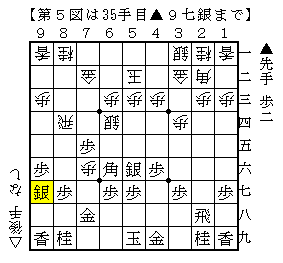 【第５図は35手目▲９七銀まで】
９ ８ ７ ６ ５ ４ ３ ２ １
香 桂 銀 桂 香 一
金 玉 金 角 二
歩 歩 歩 歩 歩 歩 三
飛 銀 歩 四
歩 五
歩 歩 角 銀 歩 六
銀 歩 歩 歩 歩 歩 七
金 飛 八
香 桂 玉 金 桂 香 九
▲先手 歩二
△後手 なし